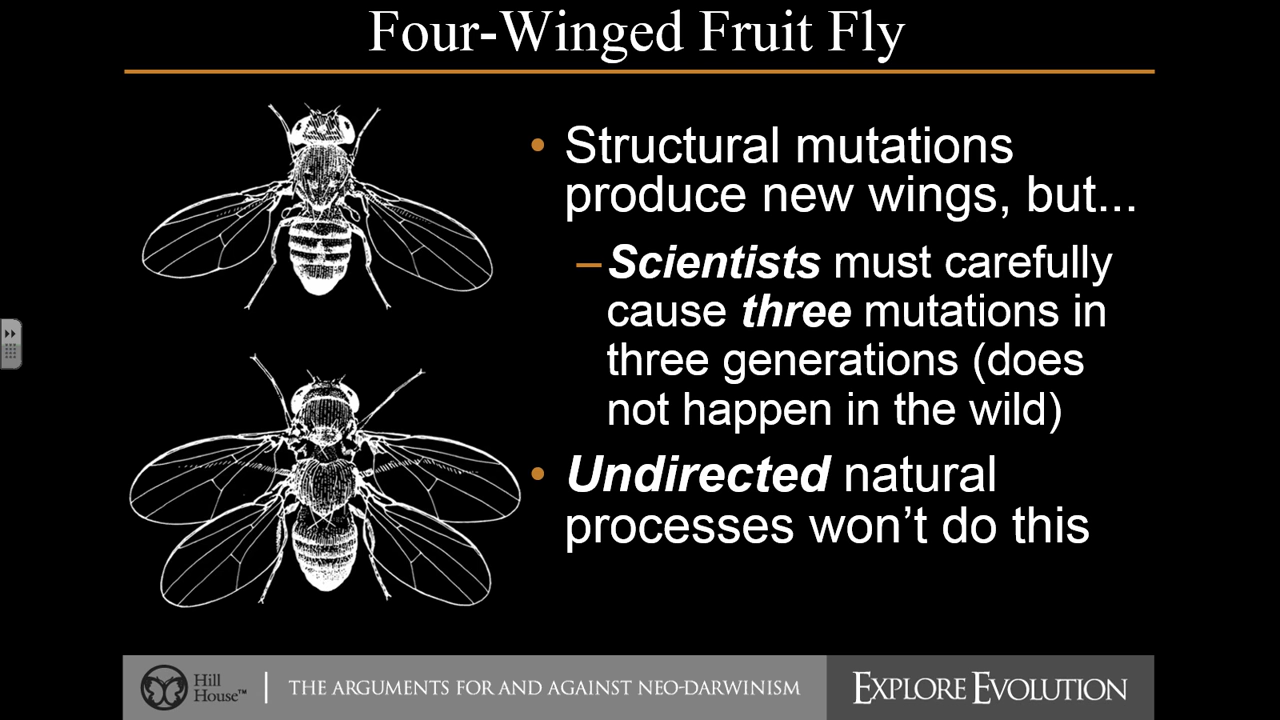 Four-Winged Fruit Fly
• Structural mutations
produce new wings, but...
–Scientists must carefully
cause three mutations in
three generations (does
not happen in the wild)
• Undirected natural
processes won’t do this
Hill
House™
THE ARGUMENTS FOR AND AGAINST NEO-DARWINISM
EXPLORE EVOLUTION